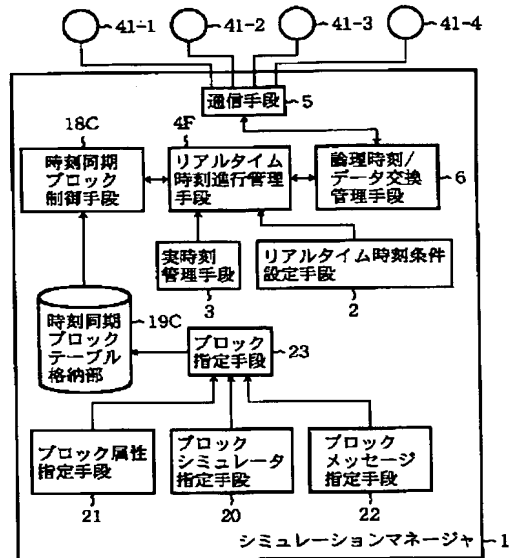 41-1
41-2
41-3
41-4
通信手段
5
18C
4F
時刻同期
ブロック
制御手段
リアルタイム
時刻進行管理
手段
論理時刻/
データ交換
管理手段
6
実時刻
管理手段
3
リアルタイム時刻条件
設定手段
2
時刻同期
ブロック
テーブル
格納部
19C
ブロック
指定手段
23
ブロック属性
指定手段
21
ブロック
シミュレータ
指定手段
20
ブロック
メッセージ
指定手段
22
シミュレーションマネージャ
1